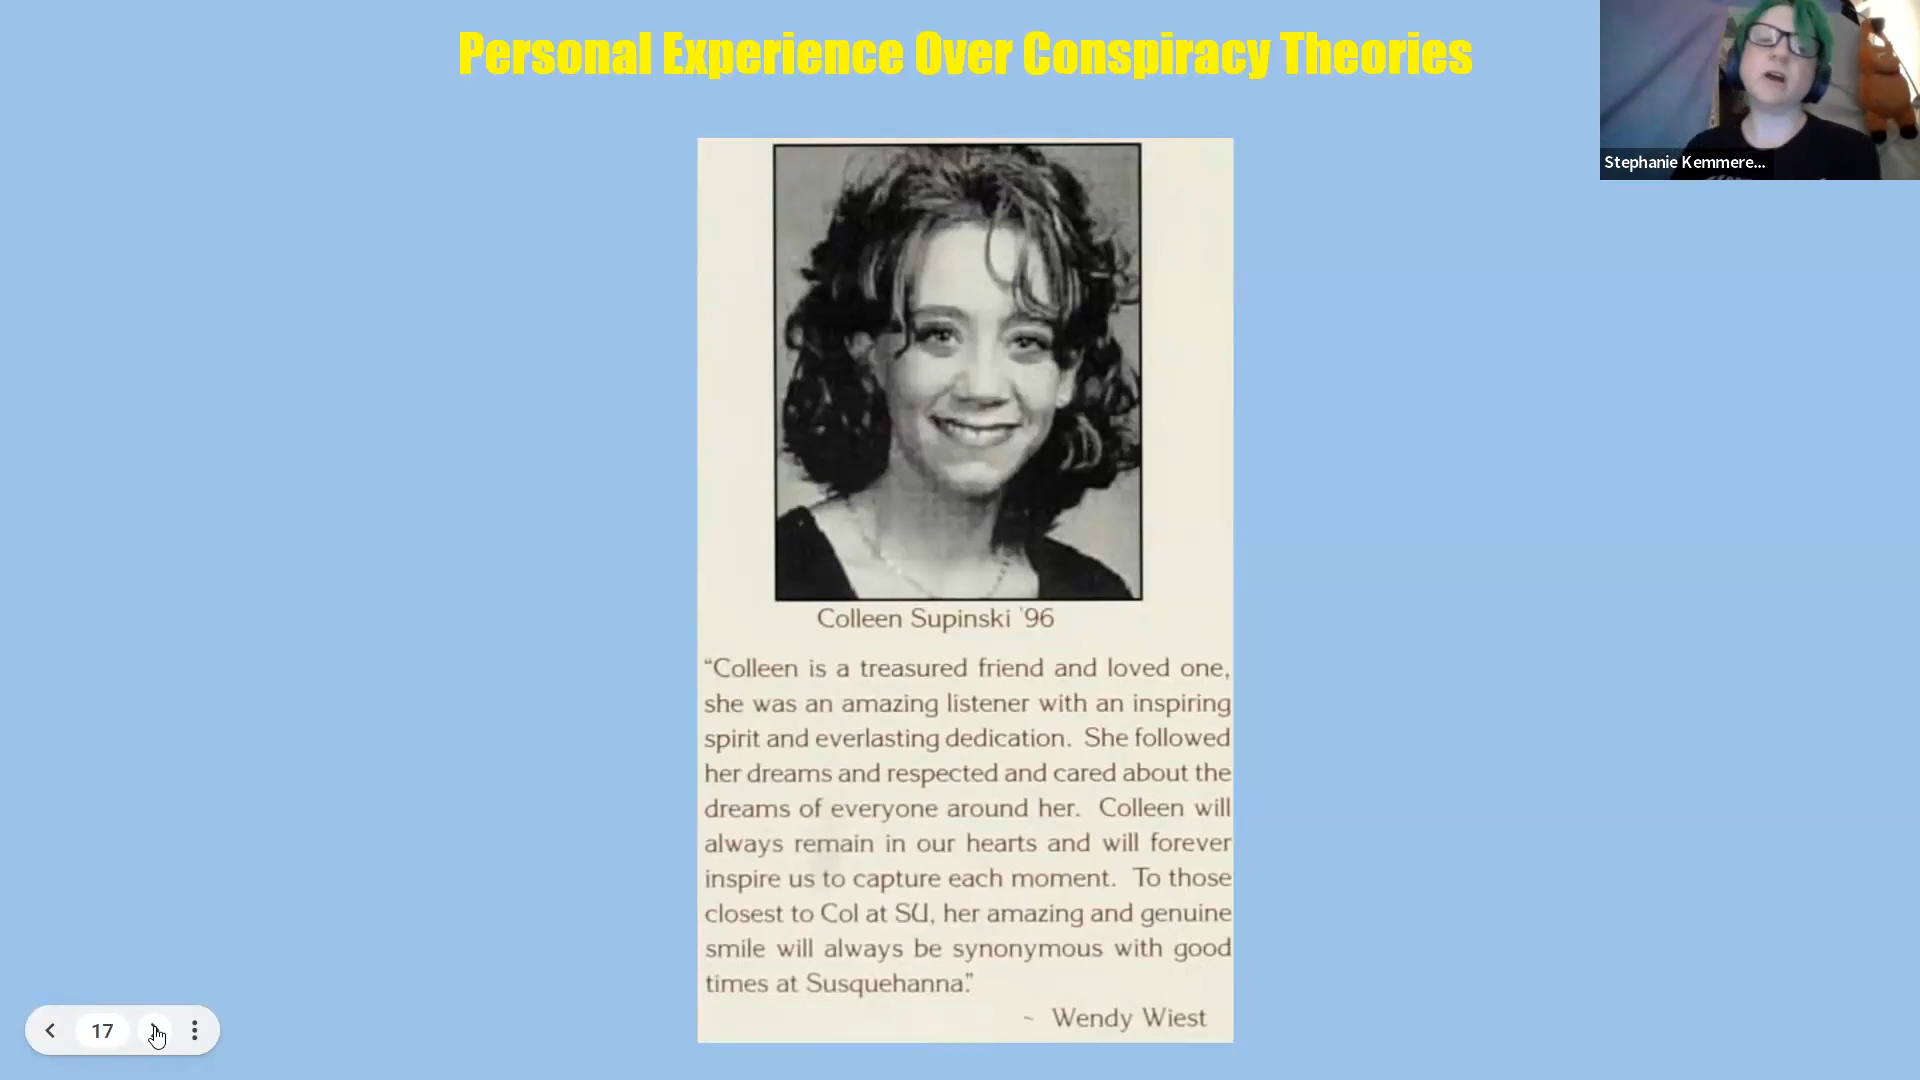 Personal Experience Over Conspiracy Theories
Stephanie Kemmere...
Colleen Supinski '96
“Colleen is a treasured friend and loved one,
she was an amazing listener with an inspiring
spirit and everlasting dedication. She followed
her dreams and respected and cared about the
dreams of everyone around her. Colleen will
always remain in our hearts and will forever
inspire us to capture each moment. To those
closest to Col at SU, her amazing and genuine
smile will always be synonymous with good
times at Susquehanna.”
~ Wendy Wiest
17